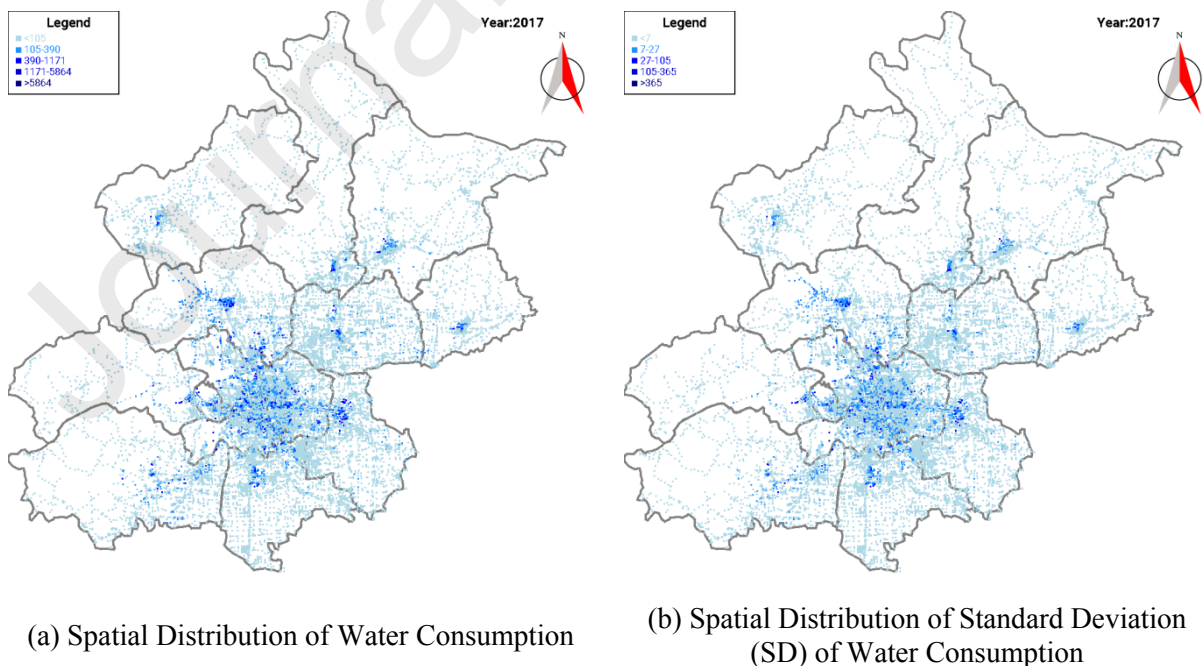 Legend
<105
105-390
390-1171
1171-5864
>5864
Year:2017
N
Legend
<7
7-27
27-105
105-365
>365
Year:2017
N
Journa
(a) Spatial Distribution of Water Consumption
(b) Spatial Distribution of Standard Deviation
(SD) of Water Consumption